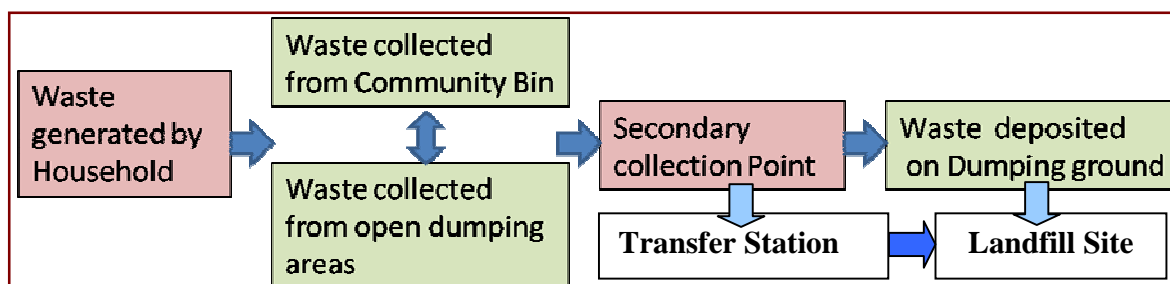 Waste
generated by
Household
Waste collected
from Community Bin
Waste collected
from open dumping
areas
Secondary
collection Point
Waste deposited
on Dumping ground
Transfer Station
Landfill Site